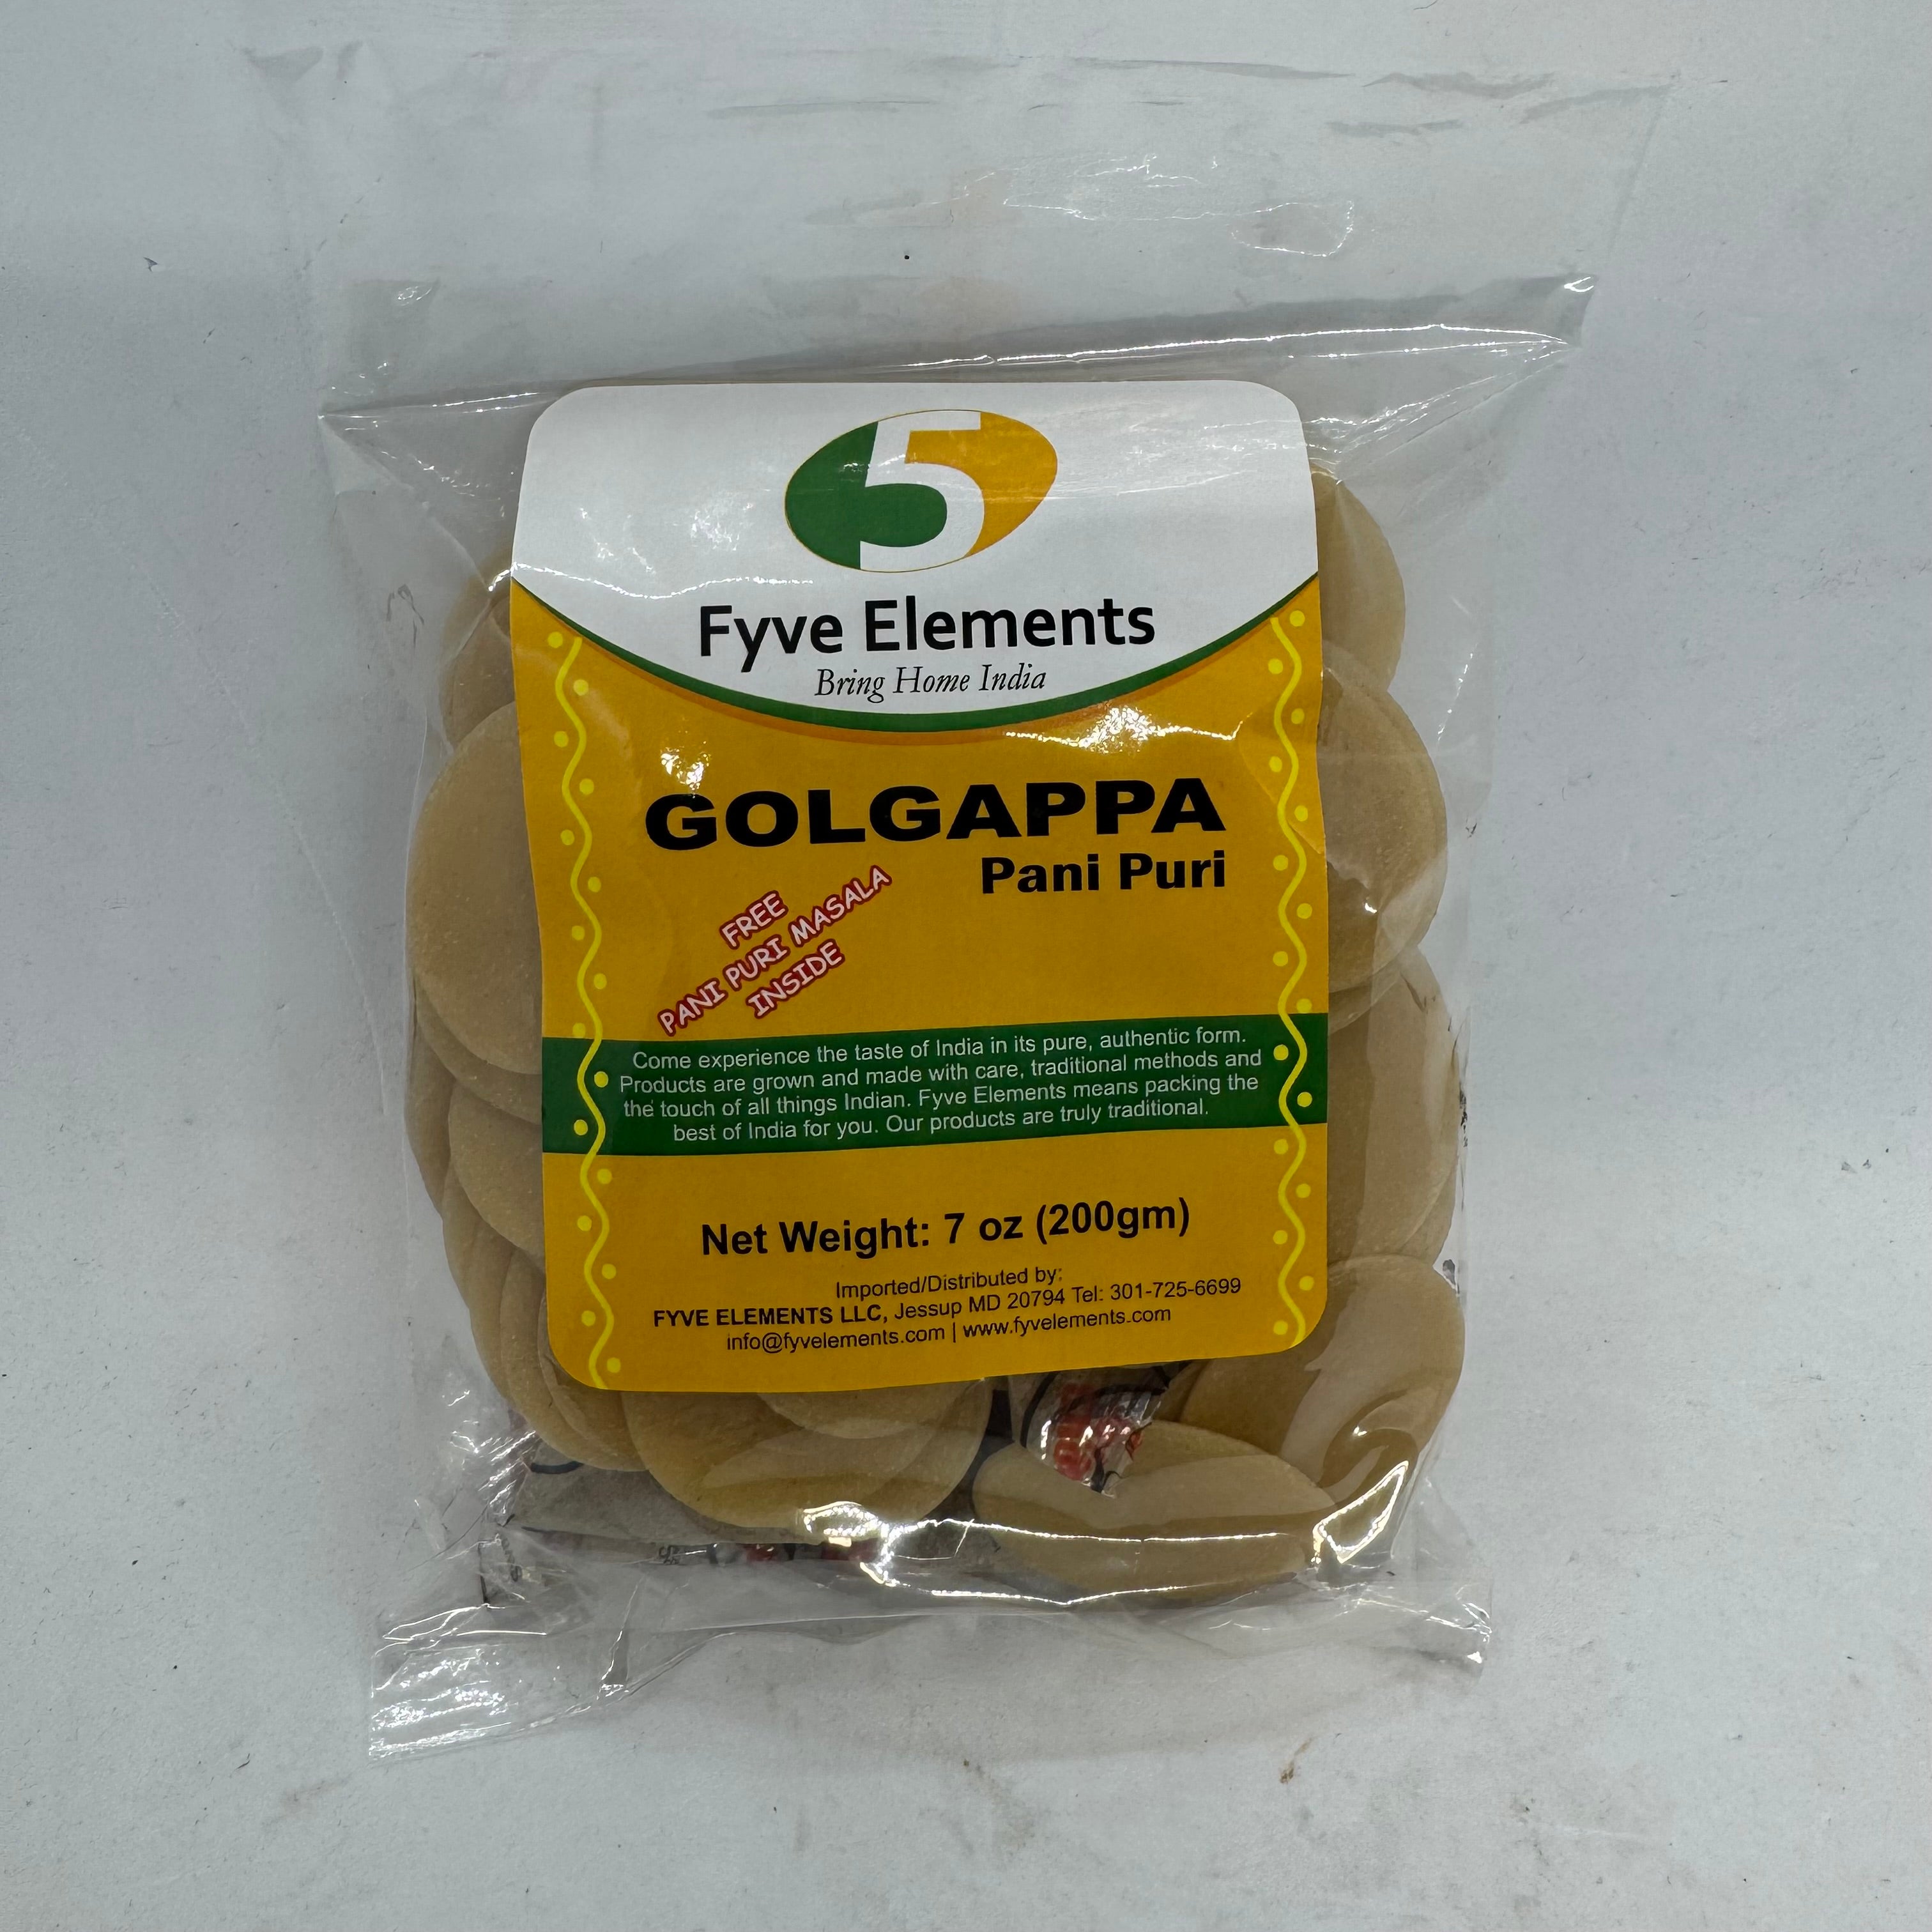 5
Fyve Elements
Bring Home India
GOLGAPPA
Pani Puri
FREE
PANI PURI MASALA
INSIDE
Come experience the taste of India in its pure, authentic form.
Products are grown and made with care, traditional methods and
the touch of all things Indian. Fyve Elements means packing the
best of India for you. Our products are truly traditional.
Net Weight: 7 oz (200gm)
Imported/Distributed by:
FYVE ELEMENTS LLC, Jessup MD 20794 Tel: 301-725-6699
info@fyvelements.com | www.fyvelements.com